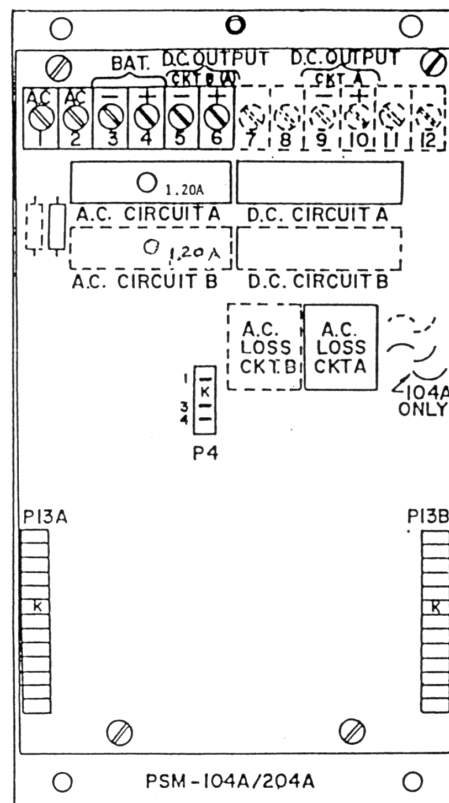 BAT. D.C. OUTPUT D.C. OUTPUT
CKT B (A) CKT A
AC AC − + − + − +
1 2 3 4 5 6 7 8 9 10 11 12
1.20A
A.C. CIRCUIT A D.C. CIRCUIT A
1.20A
A.C. CIRCUIT B D.C. CIRCUIT B
A.C. LOSS CKT.B
A.C. LOSS CKT A
104A ONLY
1
K
3
4
P4
P13A P13B
K K
PSM-104A/204A